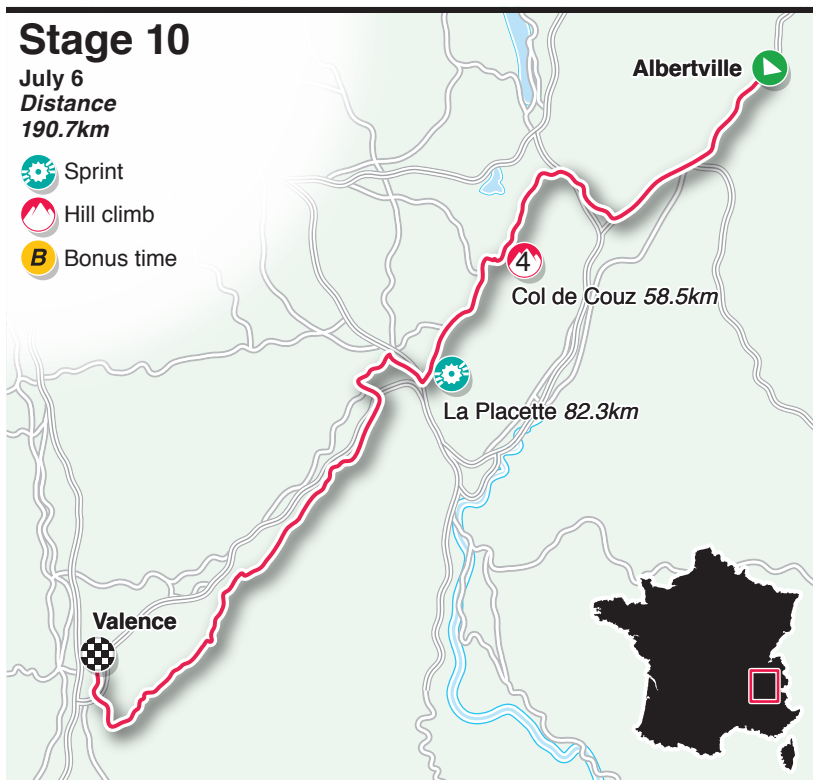 Stage 10
July 6
Distance
190.7km
Sprint
Hill climb
B Bonus time
Albertville
4
Col de Couz 58.5km
La Placette 82.3km
Valence